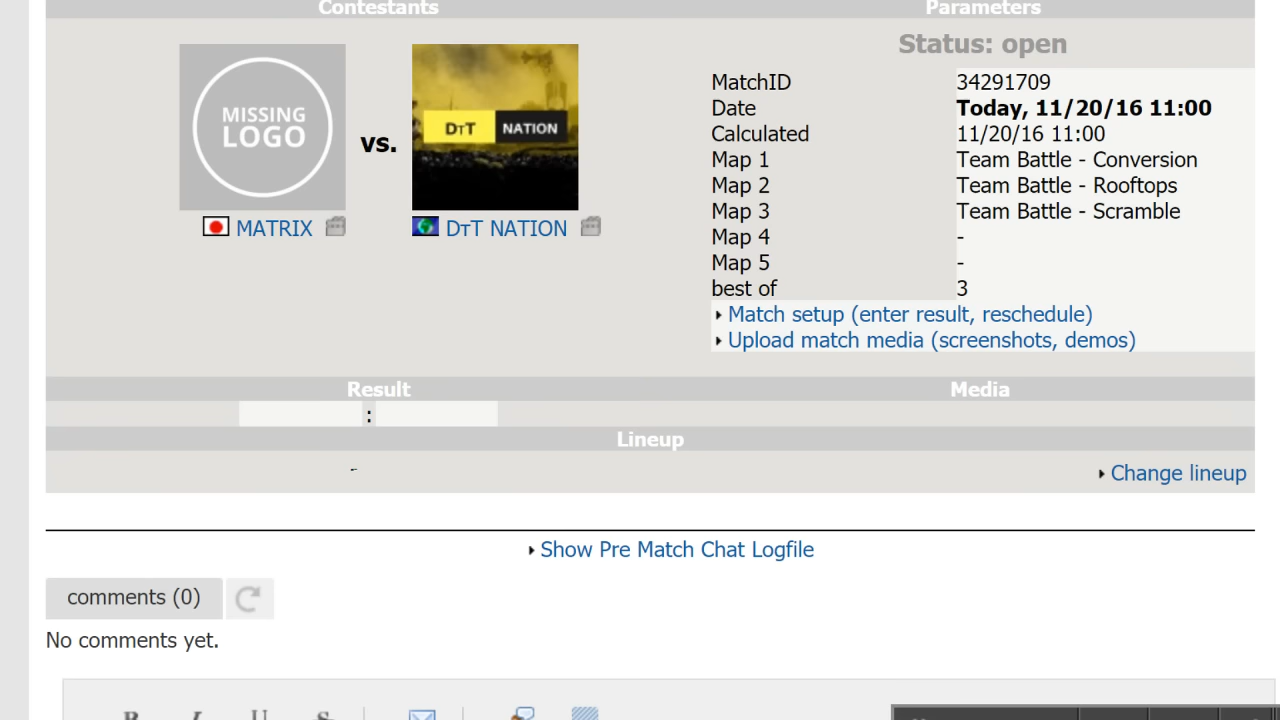 Contestants
Parameters
Status: open
MISSING
LOGO
vs.
DTT NATION
MATRIX
DTT NATION
MatchID 34291709
Date Today, 11/20/16 11:00
Calculated 11/20/16 11:00
Map 1 Team Battle - Conversion
Map 2 Team Battle - Rooftops
Map 3 Team Battle - Scramble
Map 4 -
Map 5 -
best of 3
Match setup (enter result, reschedule)
Upload match media (screenshots, demos)
Result
Media
:
Lineup
-
Change lineup
Show Pre Match Chat Logfile
comments (0)
No comments yet.
B I U S